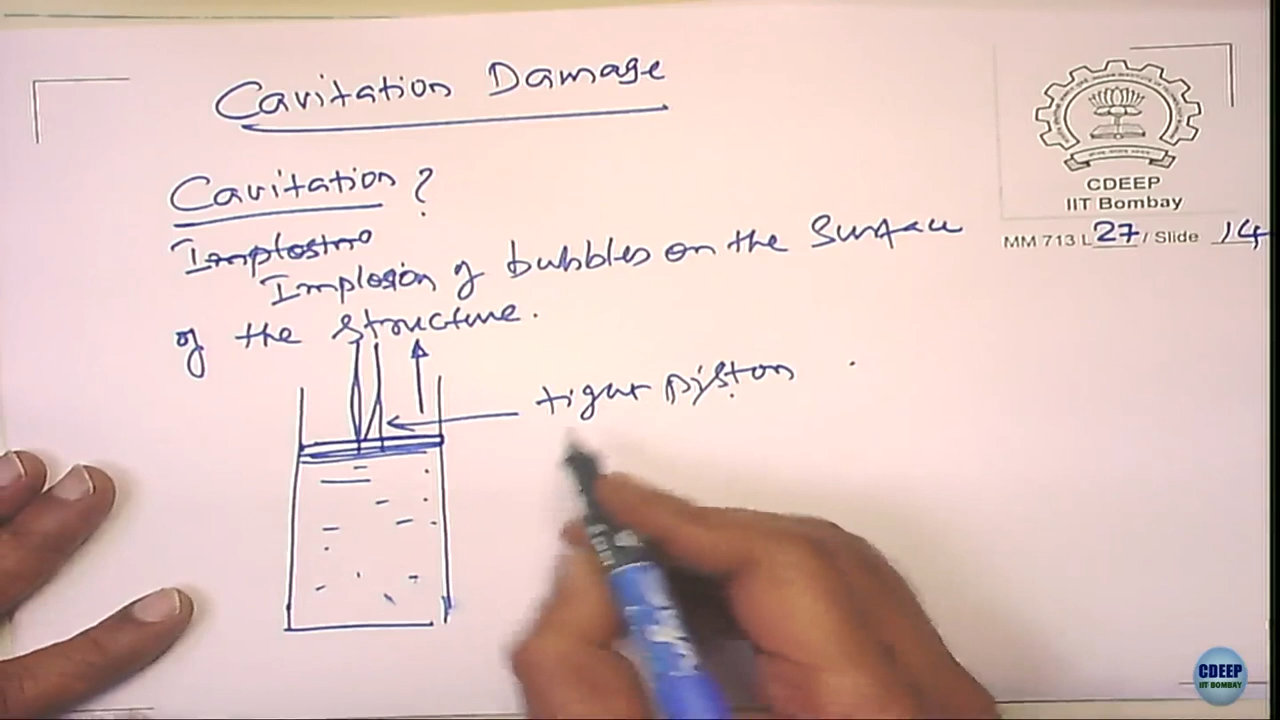 Cavitation Damage
Cavitation?
Implosion of bubbles on the Surface
of the structure.
tight piston
CDEEP
IIT Bombay
MM 713 L 27 / Slide 14
CDEEP
IIT BOMBAY